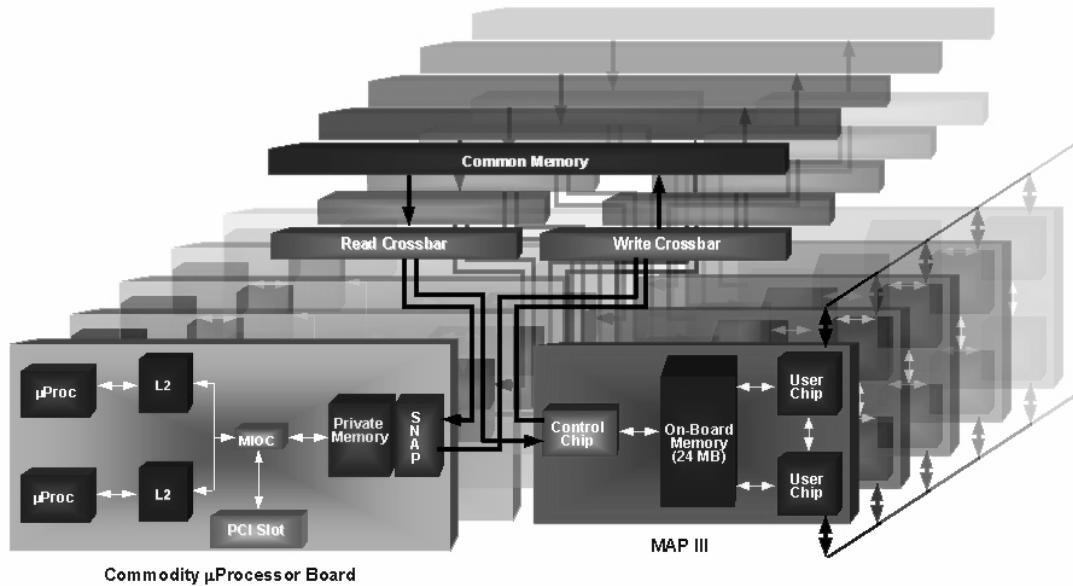 Common Memory
Read Crossbar
Write Crossbar
µProc
L2
MIOC
Private
Memory
S
N
A
P
µProc
L2
PCI Slot
Control
Chip
On-Board
Memory
(24 MB)
User
Chip
User
Chip
MAP III
Commodity µProcessor Board